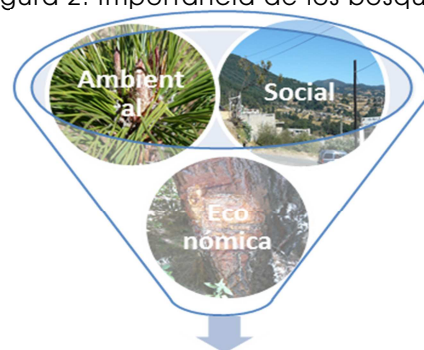 gura 2. Importancia de los bosqu
Ambient
al
Social
Eco
nómica